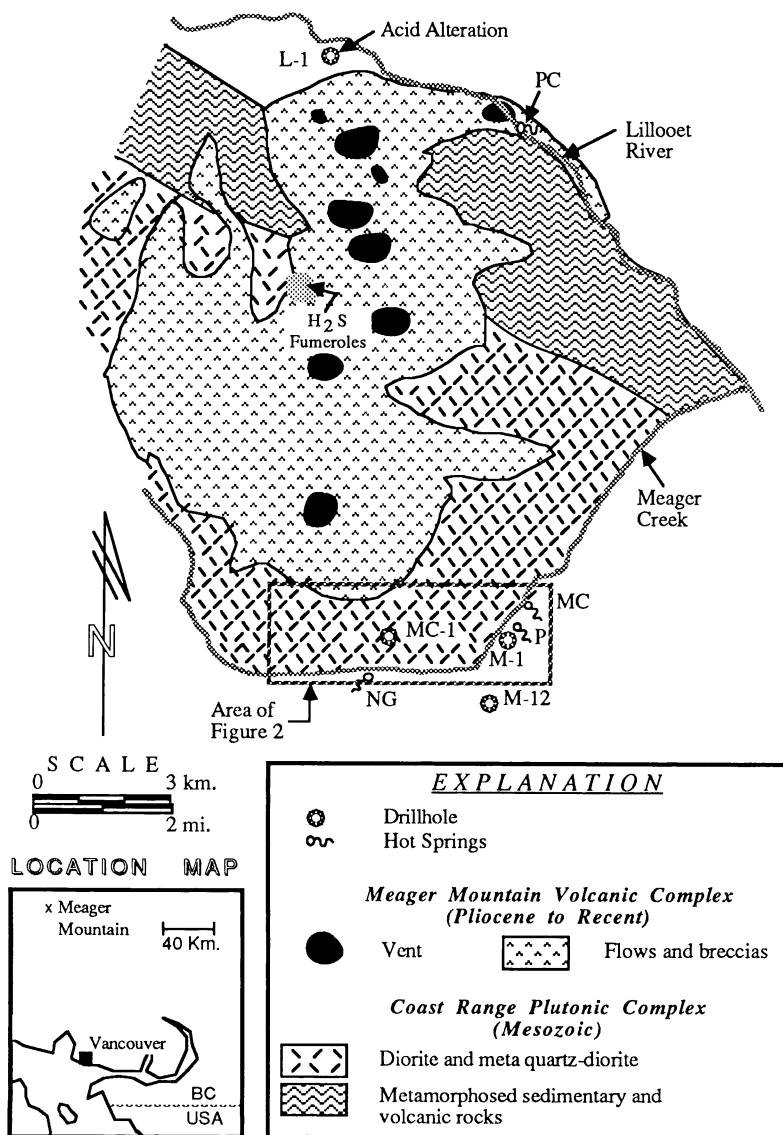 Acid Alteration
L-1
PC
Lillooet
River
H2S
Fumeroles
Meager
Creek
MC
MC-1
P
M-1
NG
M-12
Area of
Figure 2
N
SCALE
0 3 km.
0 2 mi.
LOCATION MAP
x Meager
Mountain
40 Km.
Vancouver
BC
USA
EXPLANATION
Drillhole
Hot Springs
Meager Mountain Volcanic Complex
(Pliocene to Recent)
Vent
Flows and breccias
Coast Range Plutonic Complex
(Mesozoic)
Diorite and meta quartz-diorite
Metamorphosed sedimentary and
volcanic rocks